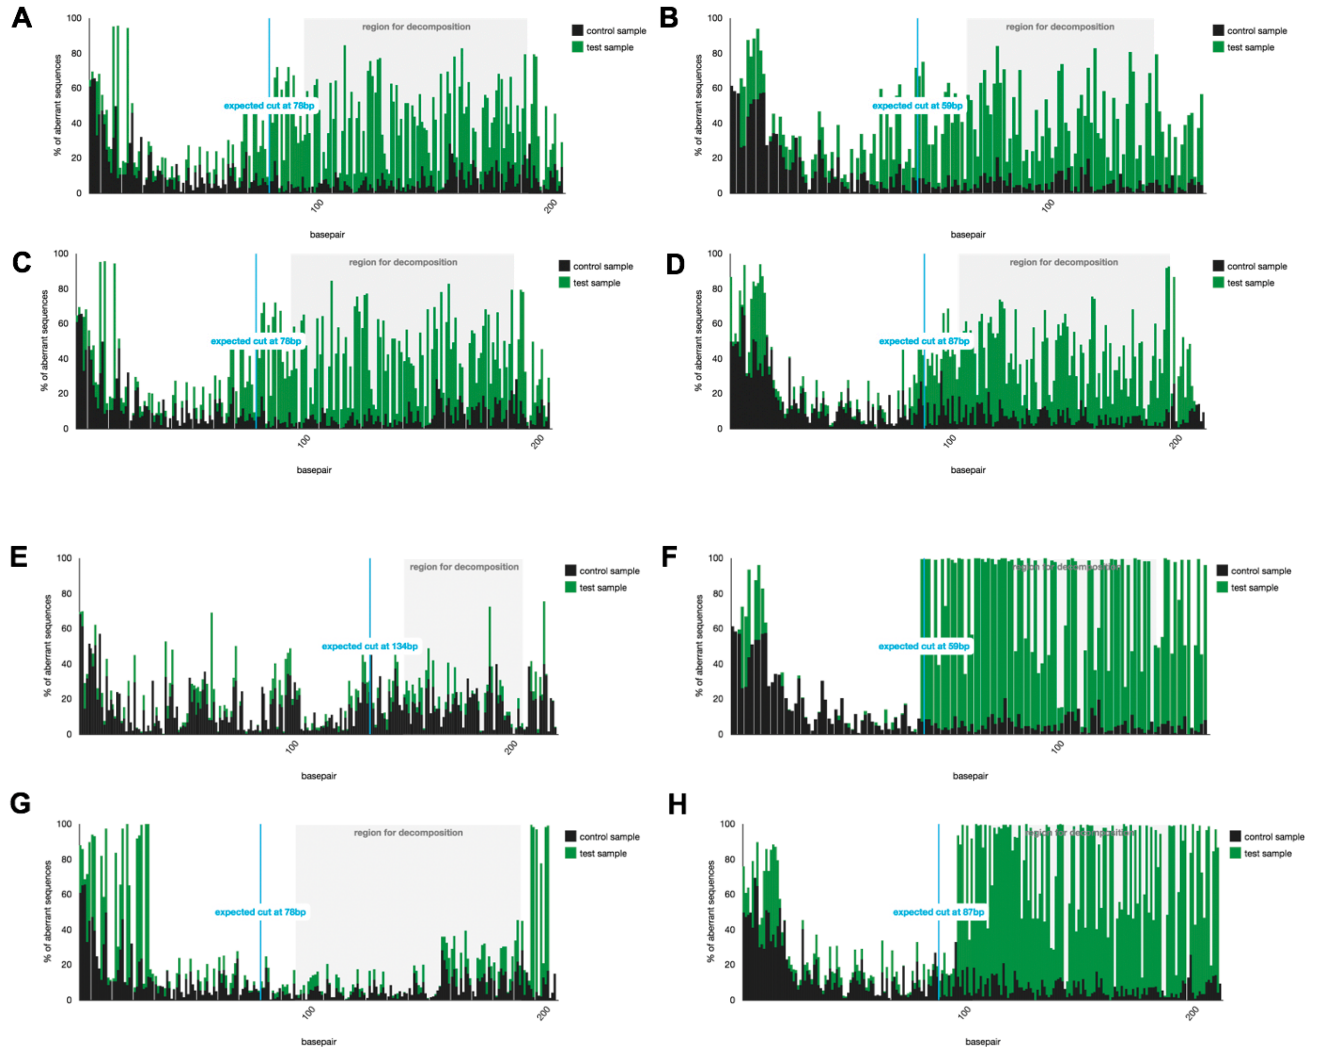 A
% of aberrant sequences
100
80
60
40
20
0
region for decomposition
expected cut at 78bp
control sample
test sample
100
200
basepair
B
% of aberrant sequences
100
80
60
40
20
0
region for decomposition
expected cut at 59bp
control sample
test sample
100
basepair
C
% of aberrant sequences
100
80
60
40
20
0
region for decomposition
expected cut at 78bp
control sample
test sample
100
200
basepair
D
% of aberrant sequences
100
80
60
40
20
0
region for decomposition
expected cut at 87bp
control sample
test sample
100
200
basepair
E
% of aberrant sequences
100
80
60
40
20
0
region for decomposition
expected cut at 134bp
control sample
test sample
100
200
basepair
F
% of aberrant sequences
100
80
60
40
20
0
region for decomposition
expected cut at 59bp
control sample
test sample
100
basepair
G
% of aberrant sequences
100
80
60
40
20
0
region for decomposition
expected cut at 76bp
control sample
test sample
100
200
basepair
H
% of aberrant sequences
100
80
60
40
20
0
region for decomposition
expected cut at 87bp
control sample
test sample
100
200
basepair